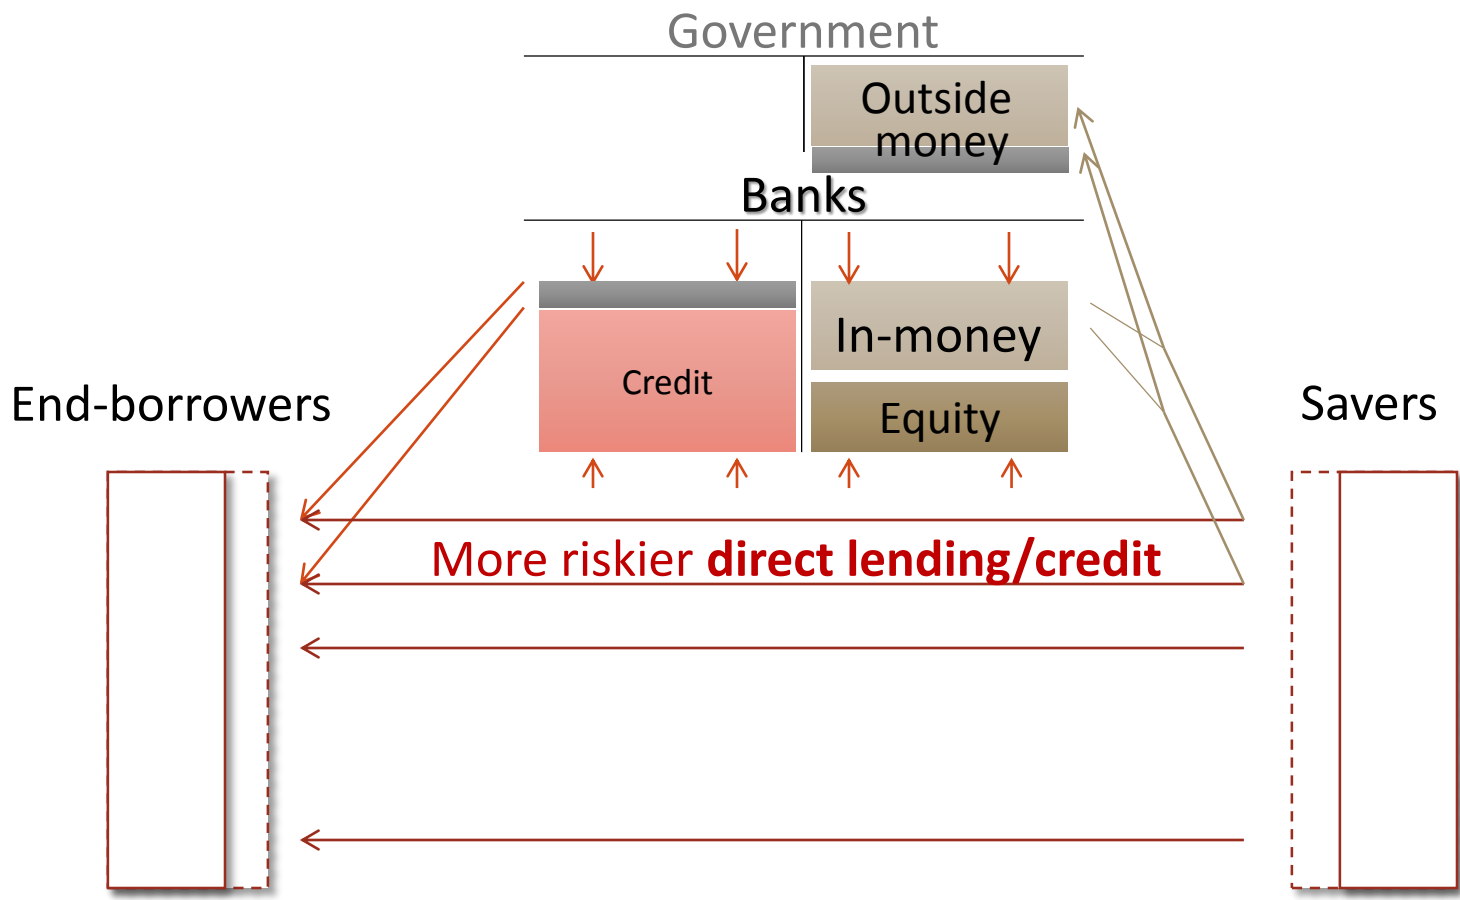 Government
Outside
money
Banks
In-money
Credit
End-borrowers
Savers
Equity
More riskier direct lending/credit